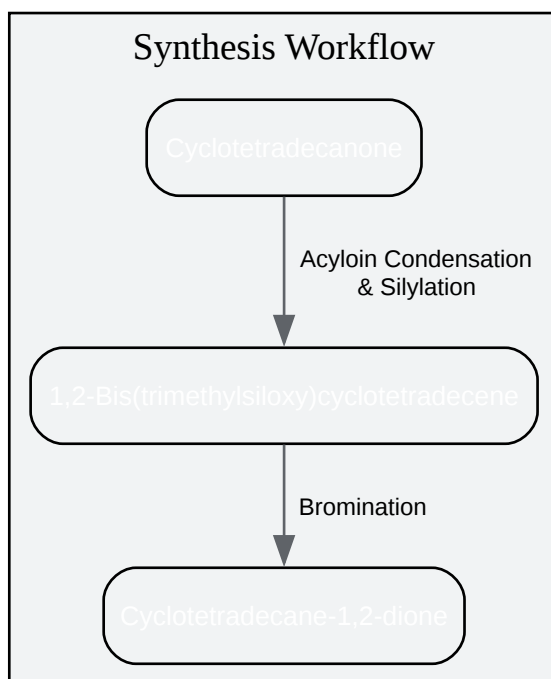 Synthesis Workflow
Cyclotetradecanone
Acyloin Condensation
& Silylation
1,2-Bis(trimethylsiloxy)cyclotetradecene
Bromination
Cyclotetradecane-1,2-dione